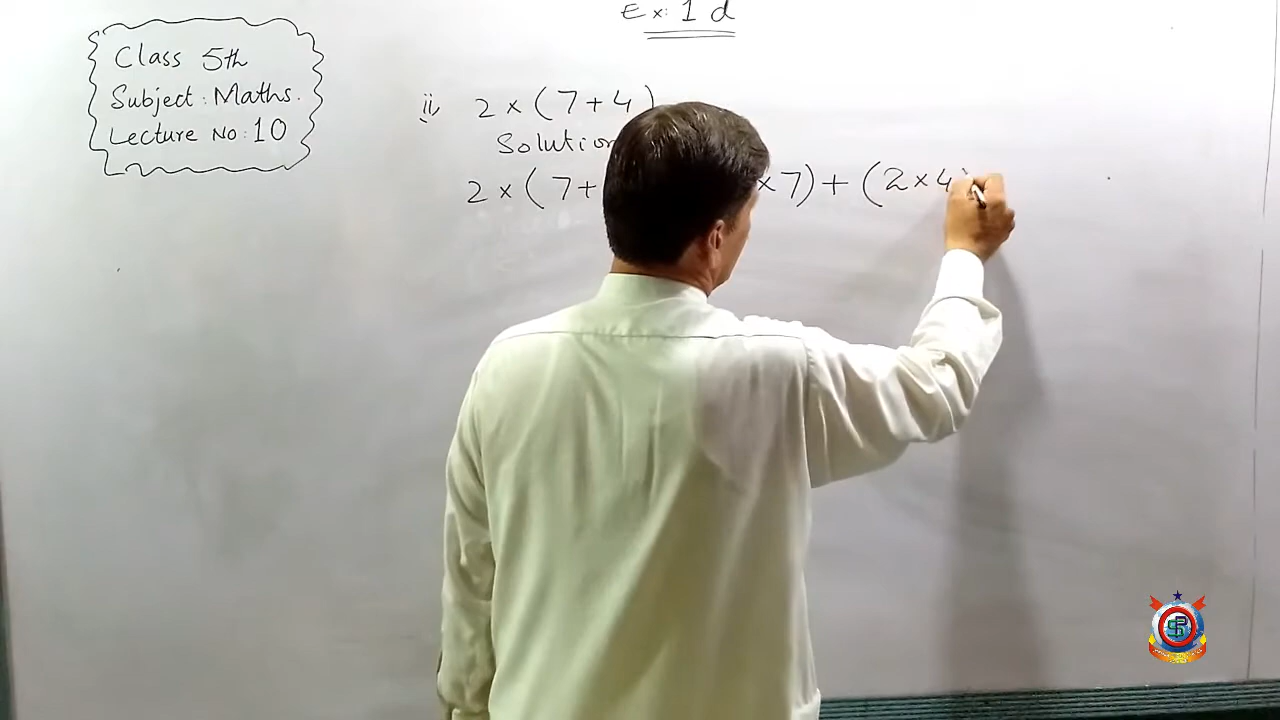 Ex: 1 d
Class 5th
Subject: Maths.
Lecture No: 10
ii, 2 × (7 + 4)
Solution
2 × (7 + × 7) + (2 × 4)